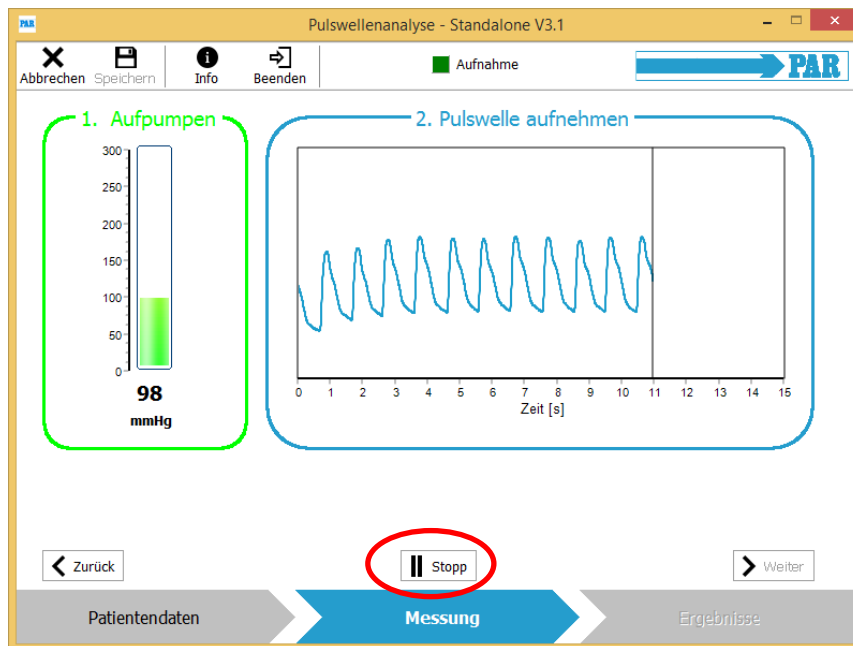 PAR
Pulswellenanalyse - Standalone V3.1
Abbrechen Speichern Info Beenden
Aufnahme
PAR
1. Aufpumpen
300
250
200
150
100
50
0
98
mmHg
2. Pulswelle aufnehmen
0 1 2 3 4 5 6 7 8 9 10 11 12 13 14 15
Zeit [s]
Zurück
Stopp
Weiter
Patientendaten
Messung
Ergebnisse